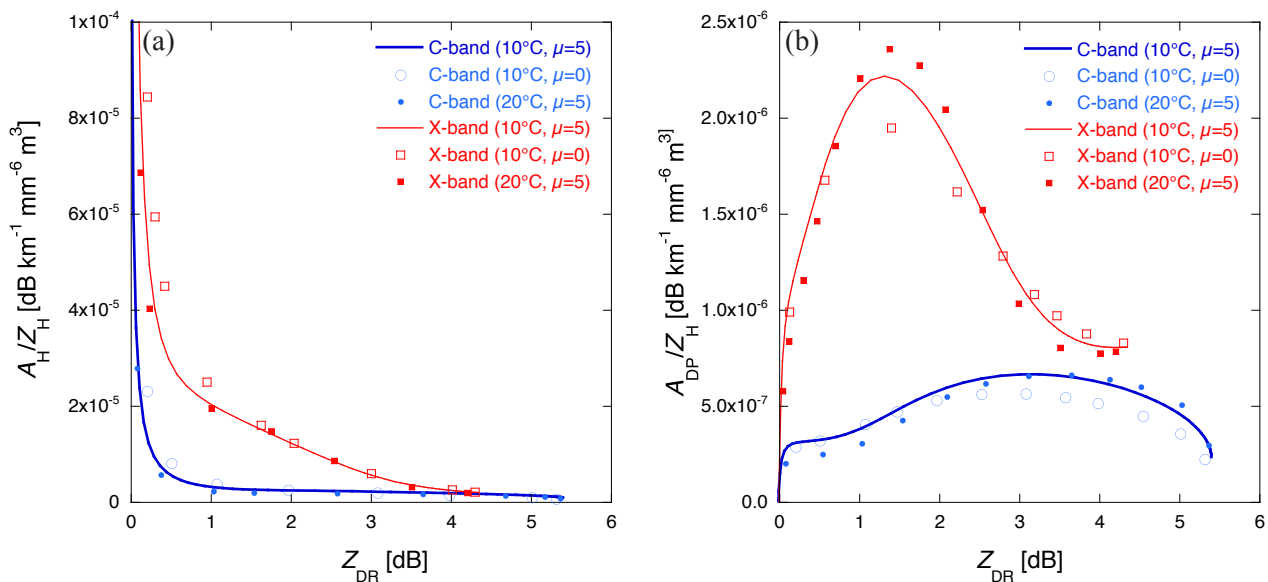 (a)
C-band (10°C, μ=5)
C-band (10°C, μ=0)
C-band (20°C, μ=5)
X-band (10°C, μ=5)
X-band (10°C, μ=0)
X-band (20°C, μ=5)
1x10⁻⁴
8x10⁻⁵
6x10⁻⁵
4x10⁻⁵
2x10⁻⁵
0
A_H/Z_H [dB km⁻¹ mm⁻⁶ m³]
0 1 2 3 4 5 6
Z_DR [dB]
(b)
C-band (10°C, μ=5)
C-band (10°C, μ=0)
C-band (20°C, μ=5)
X-band (10°C, μ=5)
X-band (10°C, μ=0)
X-band (20°C, μ=5)
2.5x10⁻⁶
2.0x10⁻⁶
1.5x10⁻⁶
1.0x10⁻⁶
5.0x10⁻⁷
0
A_DP/Z_H [dB km⁻¹ mm⁻⁶ m³]
0 1 2 3 4 5 6
Z_DR [dB]